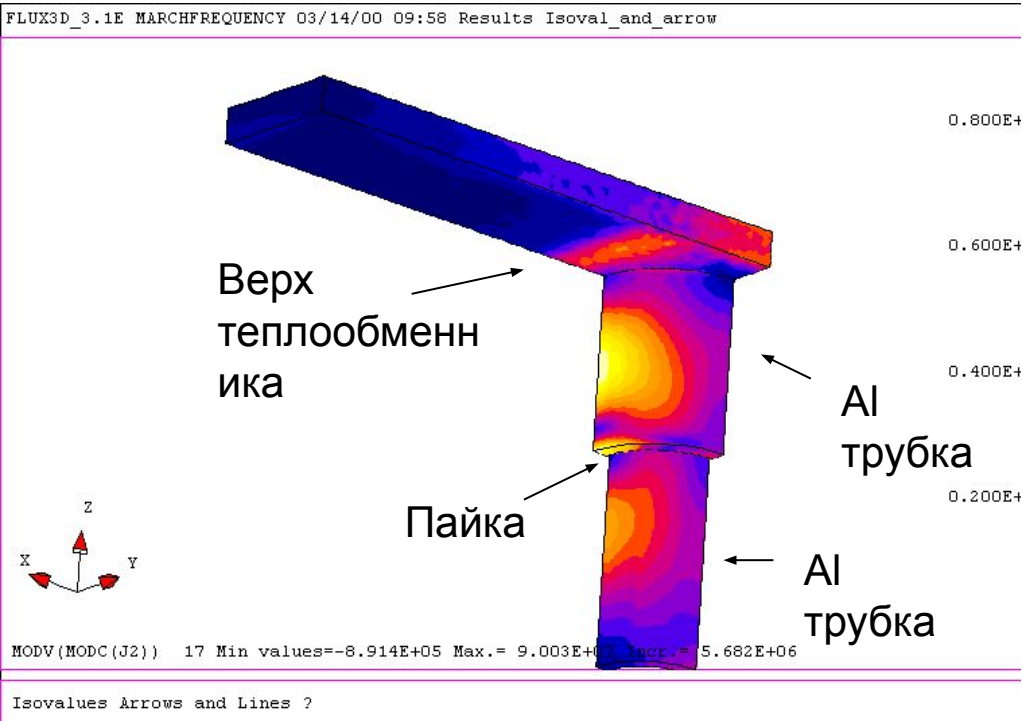 FLUX3D_3.1E MARCHFREQUENCY 03/14/00 09:58 Results Isoval_and_arrow
0.800E+
0.600E+
Верх
теплообменн
ика
0.400E+
Al
трубка
0.200E+
Пайка
Z
X
Y
Al
трубка
MODV(MODC(J2)) 17 Min values=-8.914E+05 Max.= 9.003E+ 5.682E+06
Isovalues Arrows and Lines ?